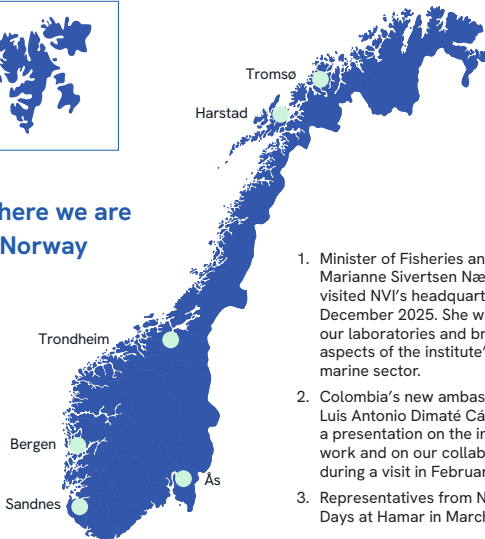 Tromsø
Harstad
here we are
Norway
Trondheim
Bergen
Ås
Sandnes
1. Minister of Fisheries an
Marianne Sivertsen Næ
visited NVI's headquart
December 2025. She wa
our laboratories and br
aspects of the institute'
marine sector.
2. Colombia's new ambas
Luis Antonio Dimaté Cá
a presentation on the in
work and on our collab
during a visit in Februar
3. Representatives from N
Days at Hamar in March